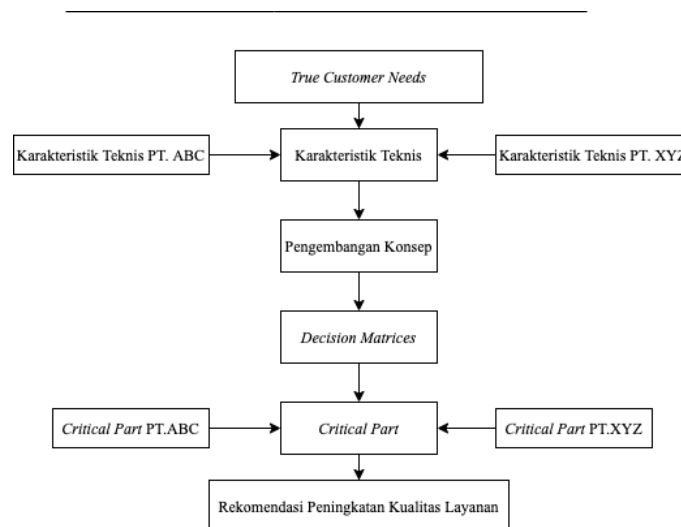 True Customer Needs
Karakteristik Teknis PT. ABC
Karakteristik Teknis
Karakteristik Teknis PT. XYZ
Pengembangan Konsep
Decision Matrices
Critical Part PT.ABC
Critical Part
Critical Part PT.XYZ
Rekomendasi Peningkatan Kualitas Layanan